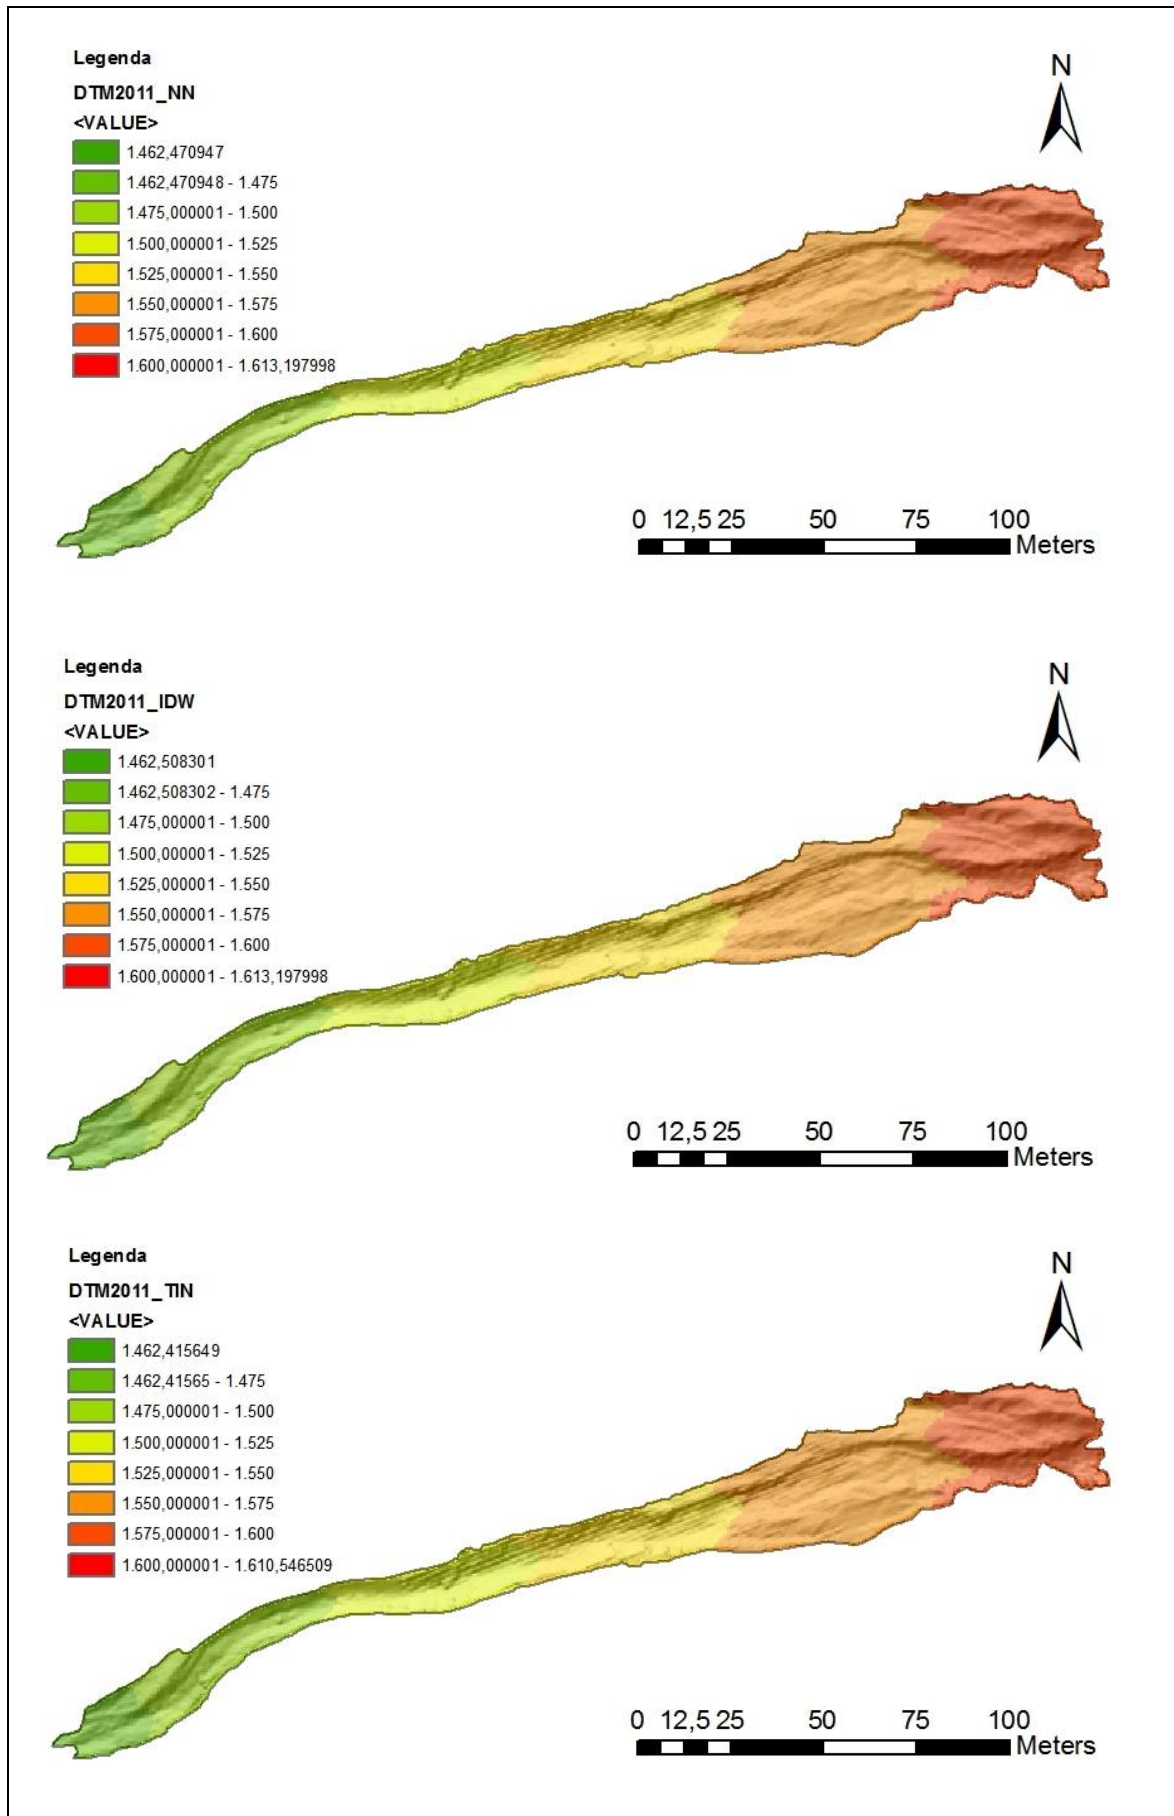 Legenda
DTM2011_NN
<VALUE>
1.462,470947
1.462,470948 - 1.475
1.475,000001 - 1.500
1.500,000001 - 1.525
1.525,000001 - 1.550
1.550,000001 - 1.575
1.575,000001 - 1.600
1.600,000001 - 1.613,197998
N
0 12,5 25 50 75 100
Meters
Legenda
DTM2011_IDW
<VALUE>
1.462,508301
1.462,508302 - 1.475
1.475,000001 - 1.500
1.500,000001 - 1.525
1.525,000001 - 1.550
1.550,000001 - 1.575
1.575,000001 - 1.600
1.600,000001 - 1.613,197998
N
0 12,5 25 50 75 100
Meters
Legenda
DTM2011_TIN
<VALUE>
1.462,415649
1.462,41565 - 1.475
1.475,000001 - 1.500
1.500,000001 - 1.525
1.525,000001 - 1.550
1.550,000001 - 1.575
1.575,000001 - 1.600
1.600,000001 - 1.610,546509
N
0 12,5 25 50 75 100
Meters